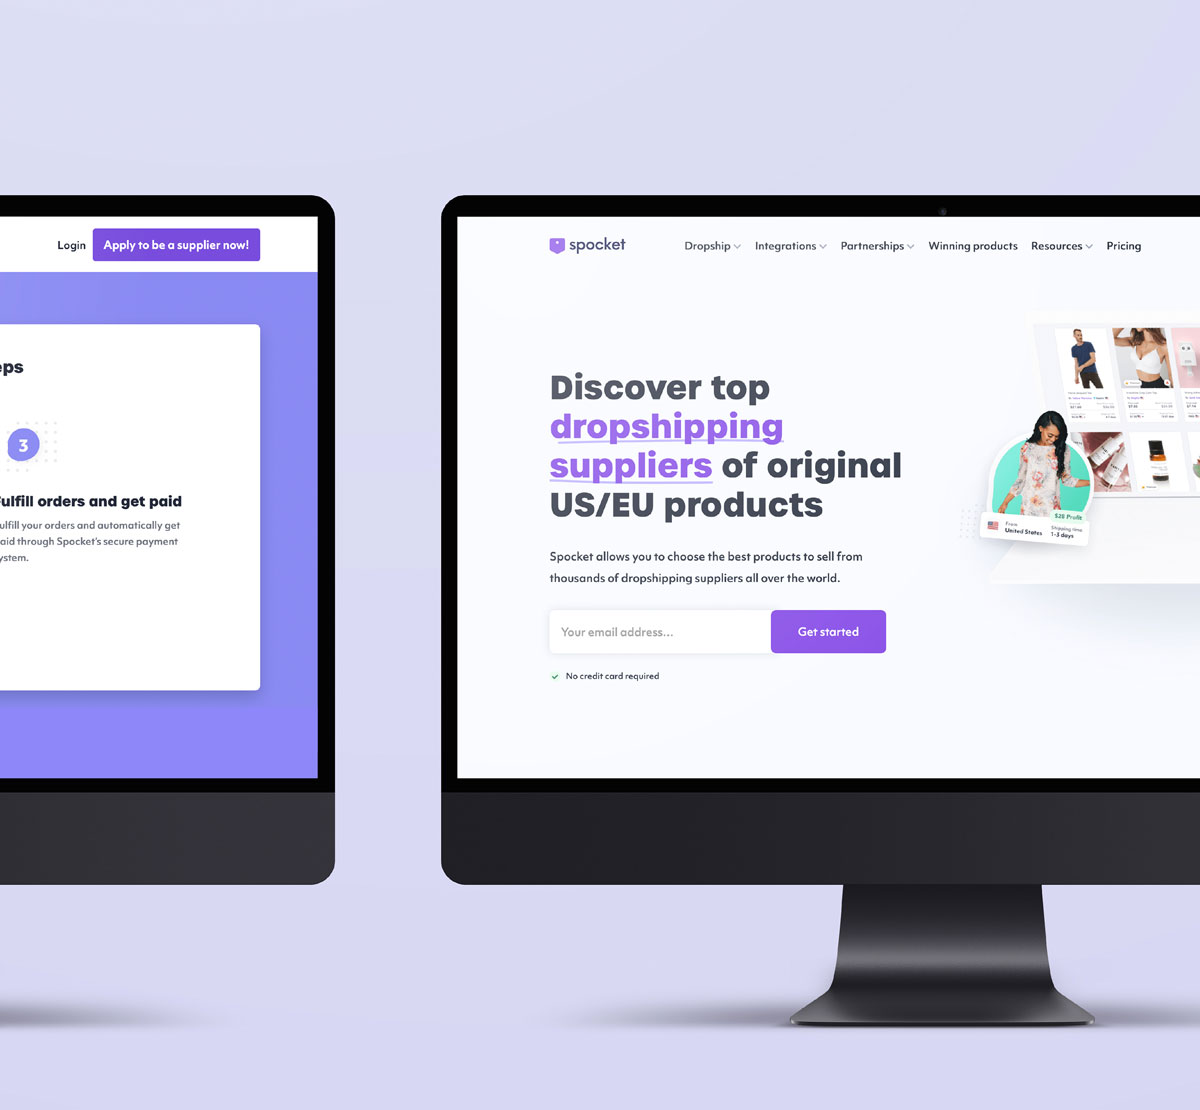 Login
Apply to be a supplier now!
eps
3
ulfill orders and get paid
ulfill your orders and automatically get
aid through Spocket's secure payment
ystem.
spocket
Dropship
Integrations
Partnerships
Winning products
Resources
Pricing
Discover top
dropshipping
suppliers of original
US/EU products
Spocket allows you to choose the best products to sell from
thousands of dropshipping suppliers all over the world.
Your email address...
Get started
No credit card required
$28 Profit
From
United States
Shipping time
1-3 days